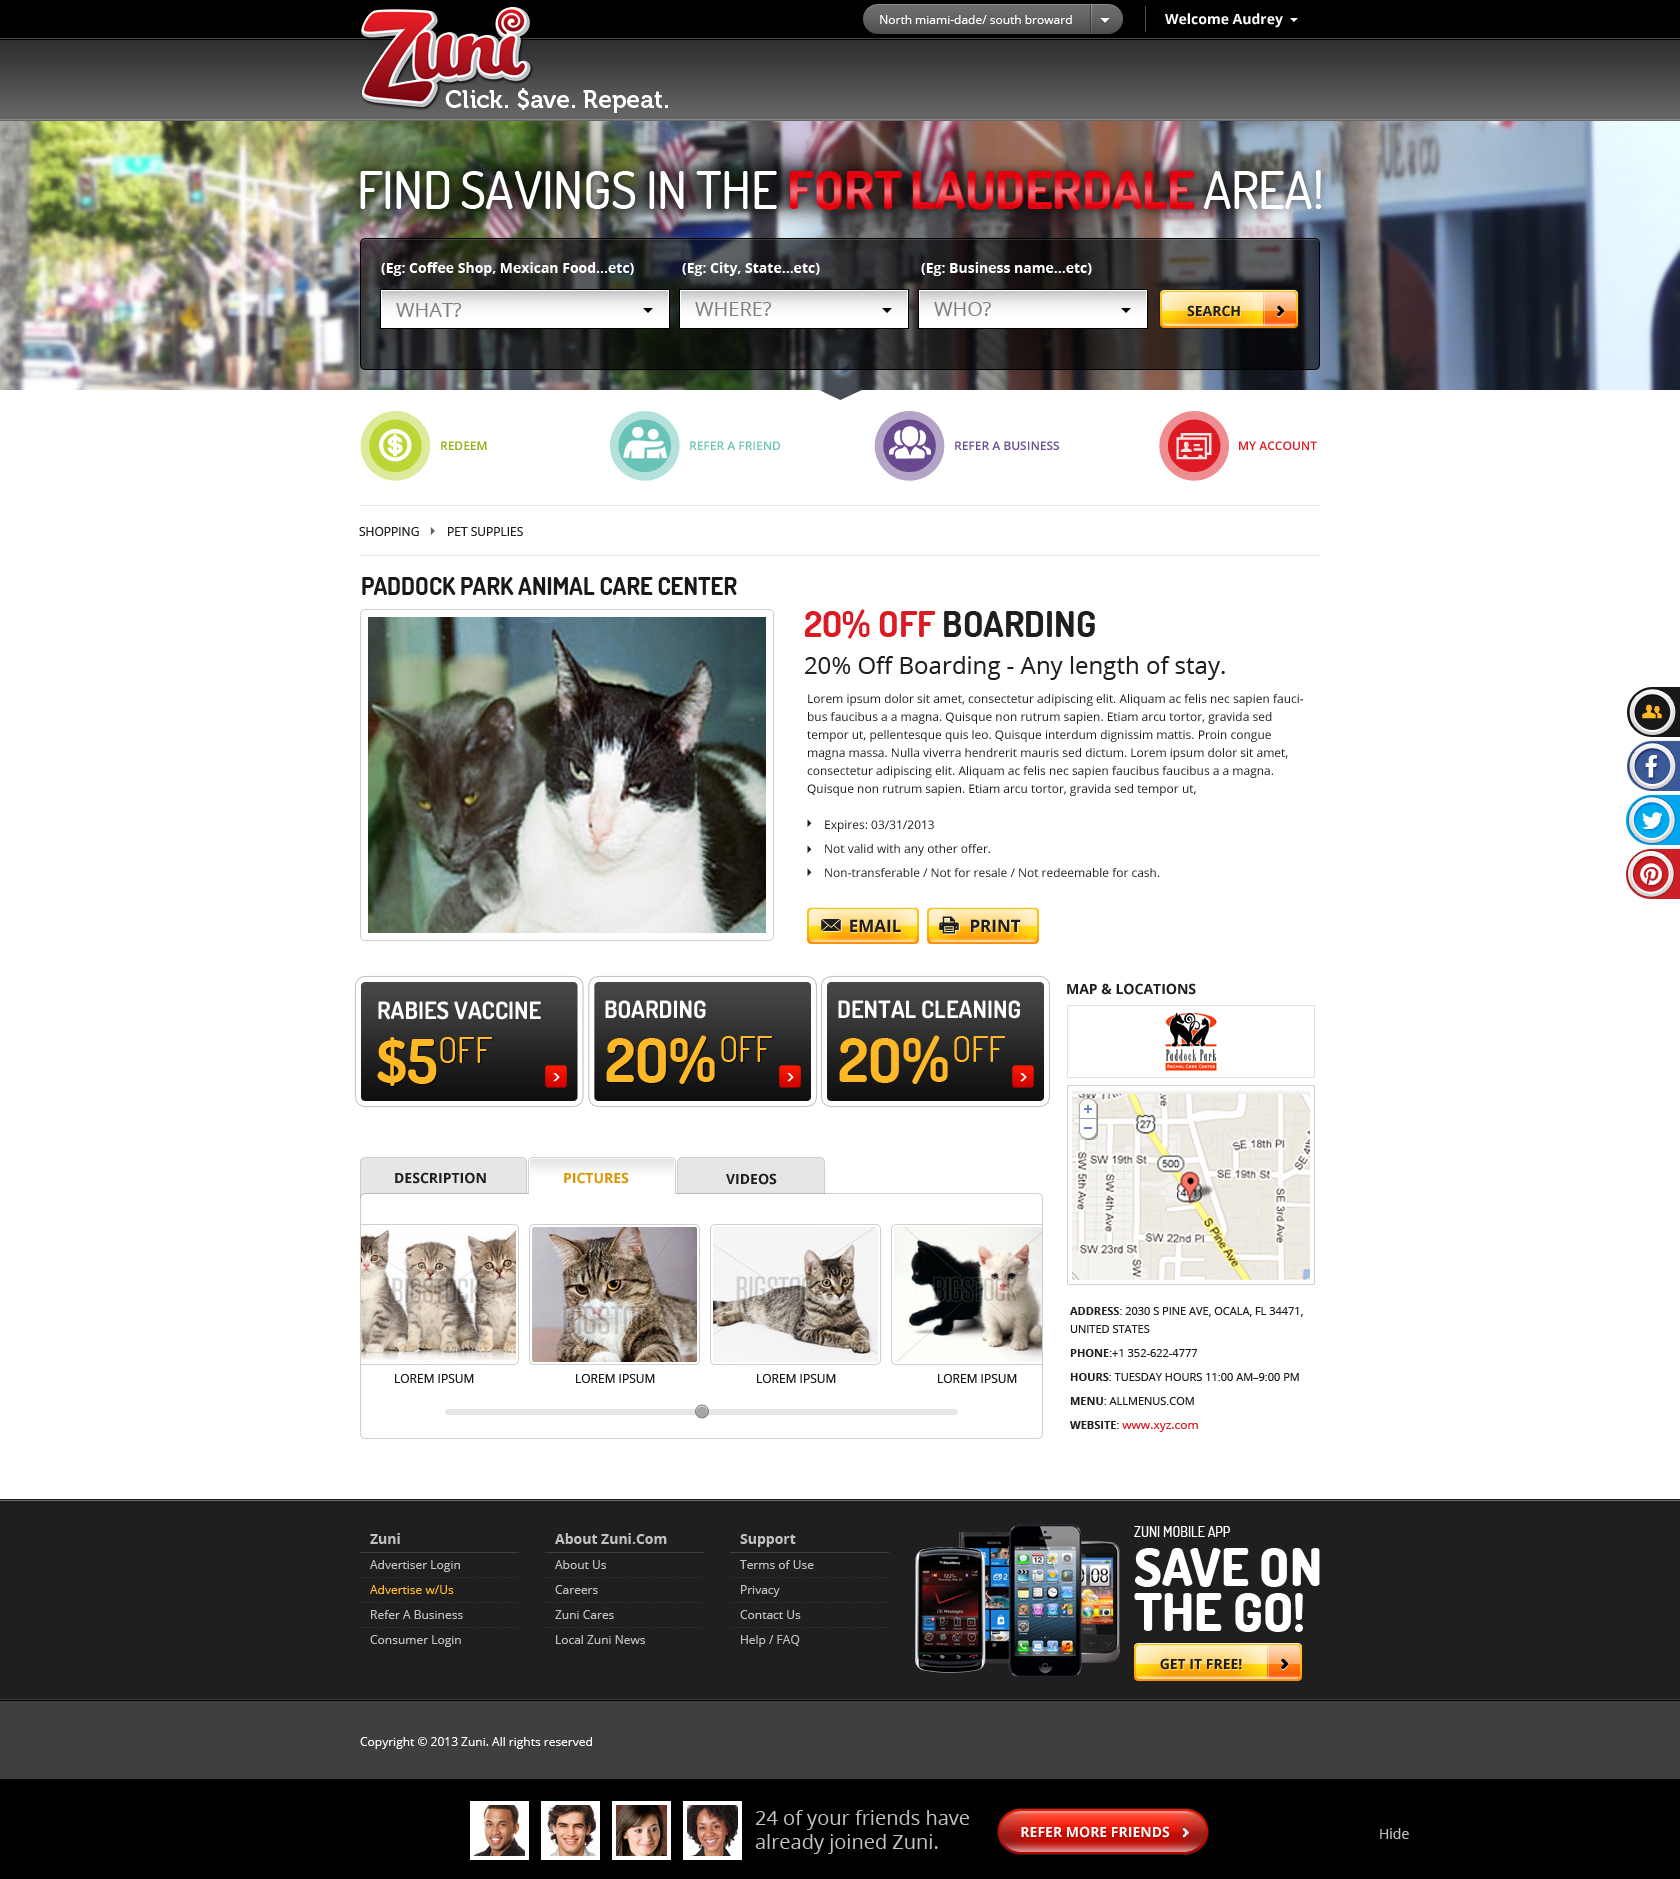 North miami-dade/ south broward
Welcome Audrey
Zuni
Click. $ave. Repeat.
FIND SAVINGS IN THE FORT LAUDERDALE AREA!
(Eg: Coffee Shop, Mexican Food...etc)
(Eg: City, State...etc)
(Eg: Business name...etc)
WHAT?
WHERE?
WHO?
SEARCH
REDEEM
REFER A FRIEND
REFER A BUSINESS
MY ACCOUNT
SHOPPING
PET SUPPLIES
PADDOCK PARK ANIMAL CARE CENTER
20% OFF BOARDING
20% Off Boarding - Any length of stay.
Lorem ipsum dolor sit amet, consectetur adipiscing elit. Aliquam ac felis nec sapien fauci-
bus faucibus a a magna. Quisque non rutrum sapien. Etiam arcu tortor, gravida sed
tempor ut, pellentesque quis leo. Quisque interdum dignissim mattis. Proin congue
magna massa. Nulla viverra hendrerit mauris sed dictum. Lorem ipsum dolor sit amet,
consectetur adipiscing elit. Aliquam ac felis nec sapien faucibus faucibus a a magna.
Quisque non rutrum sapien. Etiam arcu tortor, gravida sed tempor ut,
Expires: 03/31/2013
Not valid with any other offer.
Non-transferable / Not for resale / Not redeemable for cash.
EMAIL
PRINT
RABIES VACCINE
$5 OFF
BOARDING
20% OFF
DENTAL CLEANING
20% OFF
MAP & LOCATIONS
Paddock Park
ANIMAL CARE CENTER
27
SE 18th Pl
SW 19th St
500
SE 19th St
SW 5th Ave
SW 4th Ave
SE 3rd Ave
S Pine Ave
SW 22nd Pl
SW 23rd St
DESCRIPTION
PICTURES
VIDEOS
BIGSTOCK
BIGSTOCK
BIGSTOCK
BIGSTOCK
LOREM IPSUM
LOREM IPSUM
LOREM IPSUM
LOREM IPSUM
ADDRESS: 2030 S PINE AVE, OCALA, FL 34471,
UNITED STATES
PHONE:+1 352-622-4777
HOURS: TUESDAY HOURS 11:00 AM–9:00 PM
MENU: ALLMENUS.COM
WEBSITE: www.xyz.com
Zuni
Advertiser Login
Advertise w/Us
Refer A Business
Consumer Login
About Zuni.Com
About Us
Careers
Zuni Cares
Local Zuni News
Support
Terms of Use
Privacy
Contact Us
Help / FAQ
ZUNI MOBILE APP
SAVE ON
THE GO!
GET IT FREE!
Copyright © 2013 Zuni. All rights reserved
24 of your friends have
already joined Zuni.
REFER MORE FRIENDS
Hide